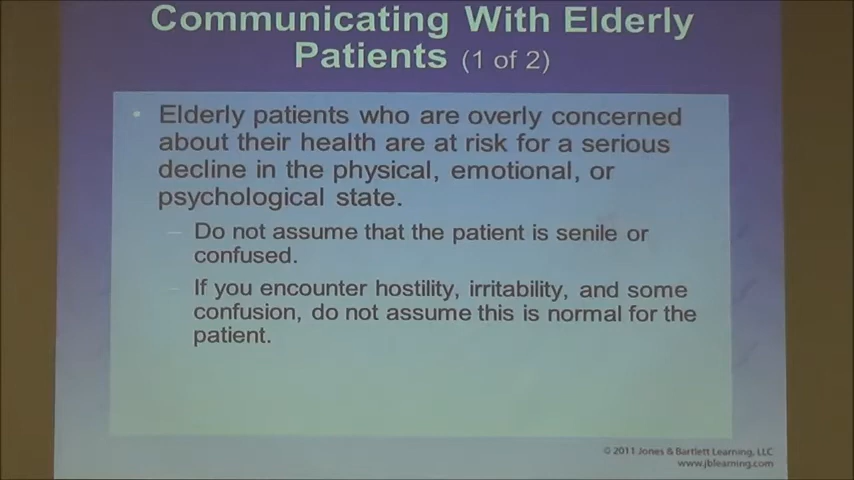 Communicating With Elderly
Patients (1 of 2)
• Elderly patients who are overly concerned
about their health are at risk for a serious
decline in the physical, emotional, or
psychological state.
– Do not assume that the patient is senile or
confused.
– If you encounter hostility, irritability, and some
confusion, do not assume this is normal for the
patient.
© 2011 Jones & Bartlett Learning, LLC
www.jblearning.com